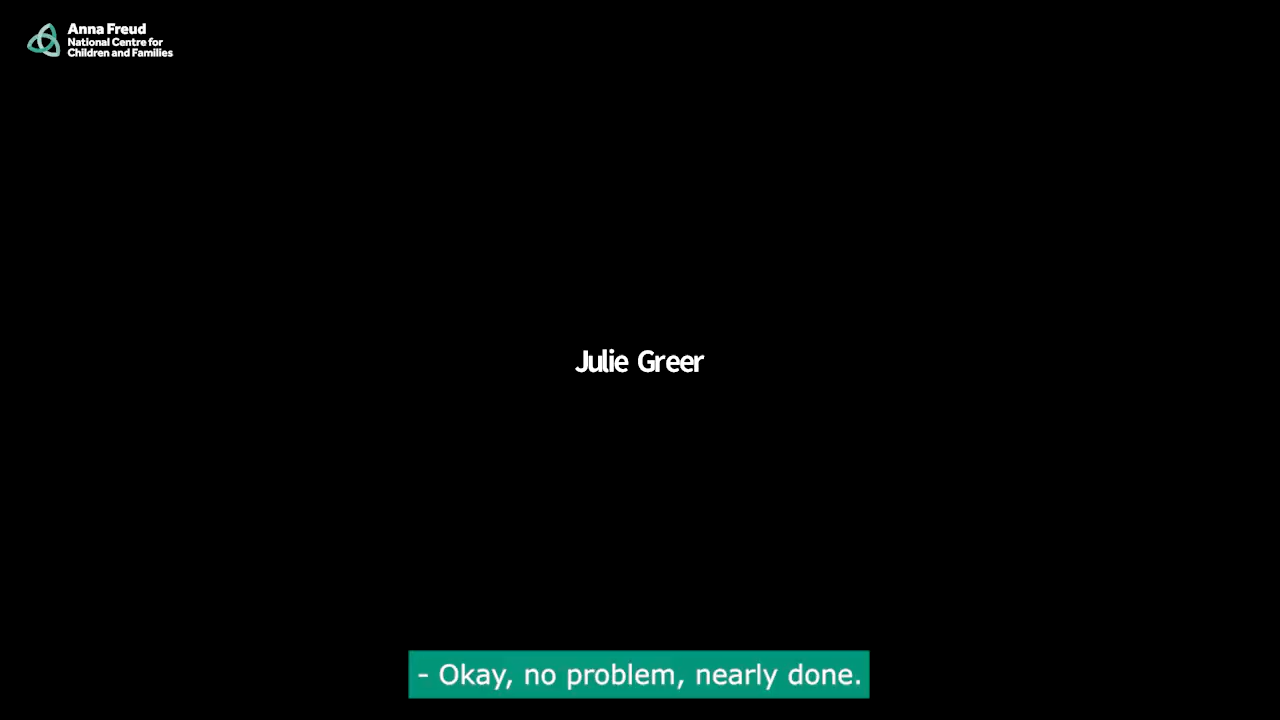 Anna Freud
National Centre for
Children and Families
Julie Greer
- Okay, no problem, nearly done.